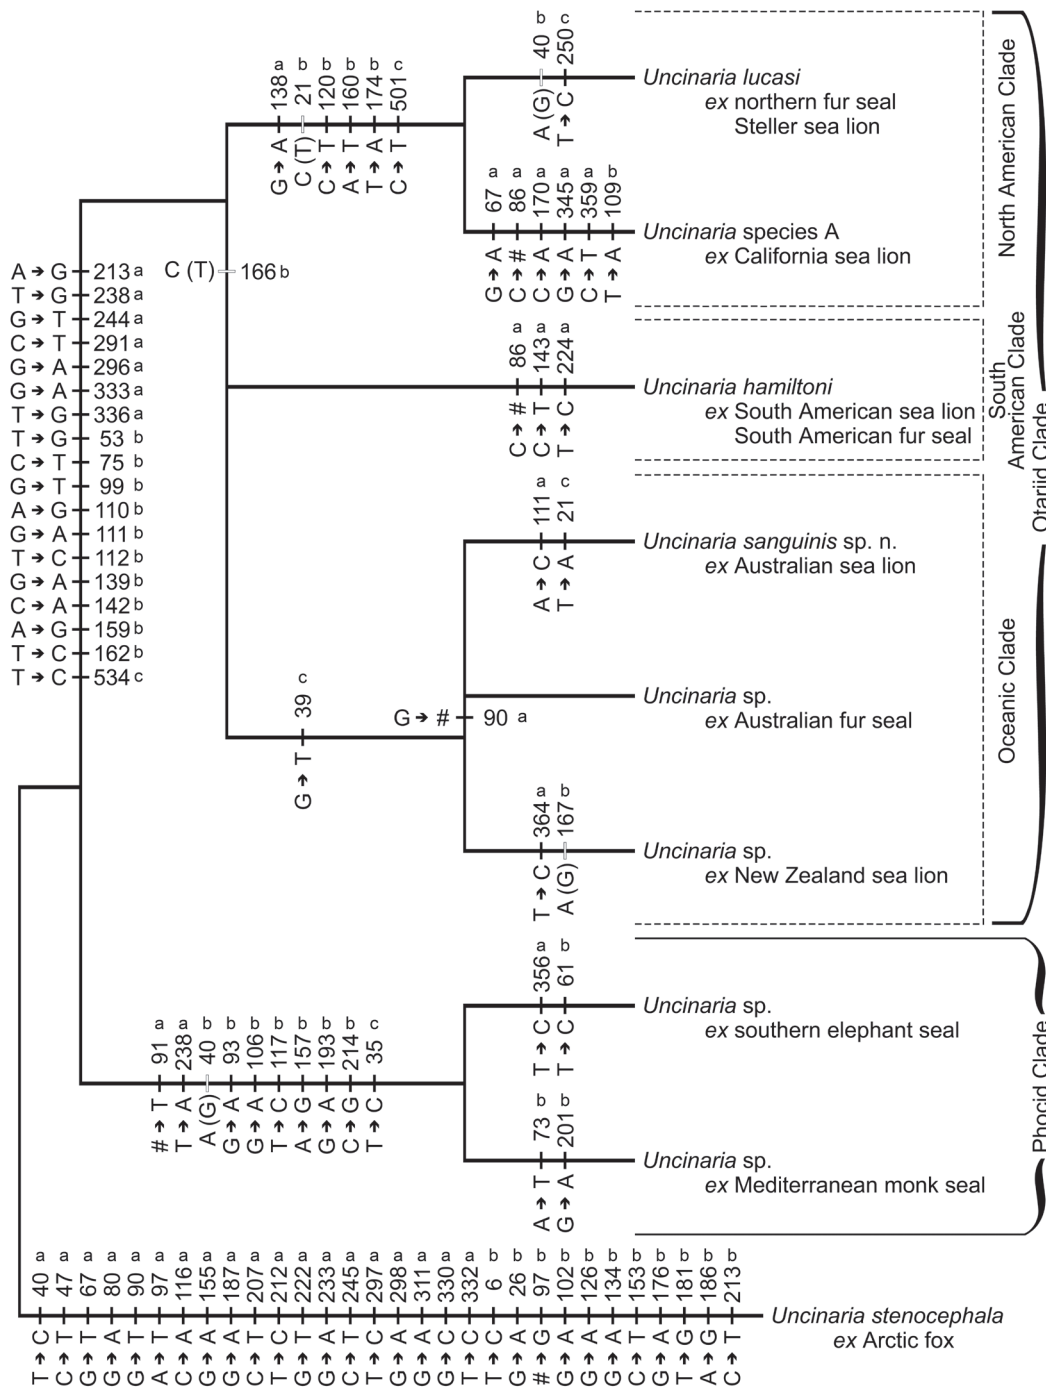 138 a
G→A
21 b
C (T)
120 b
C→T
160 b
A→T
174 b
T→A
501 c
C→T
40 b
A (G)
250 c
T→C
Uncinaria lucasi
ex northern fur seal
Steller sea lion
67 a
G→A
86 a
C→#
170 a
C→A
345 a
G→A
359 a
C→T
109 b
T→A
Uncinaria species A
ex California sea lion
North American Clade
C (T) 166 b
A→G 213 a
T→G 238 a
G→T 244 a
C→T 291 a
G→A 296 a
G→A 333 a
T→G 336 a
T→G 53 b
C→T 75 b
G→T 99 b
A→G 110 b
G→A 111 b
T→C 112 b
G→A 139 b
C→A 142 b
A→G 159 b
T→C 162 b
T→C 534 c
86 a
C→#
143 a
C→T
224 a
T→C
Uncinaria hamiltoni
ex South American sea lion
South American fur seal
South
American Clade
Otariid Clade
111 a
A→C
21 c
T→A
Uncinaria sanguinis sp. n.
ex Australian sea lion
39 c
G→T
G→# 90 a
Uncinaria sp.
ex Australian fur seal
Oceanic Clade
364 a
T→C
167 b
A (G)
Uncinaria sp.
ex New Zealand sea lion
91 a
#→T
238 a
T→A
40 b
A (G)
93 b
G→A
106 b
G→A
117 b
T→C
157 b
A→G
193 b
G→A
214 b
C→G
35 c
T→C
356 a
T→C
61 b
T→C
Uncinaria sp.
ex southern elephant seal
73 b
A→T
201 b
G→A
Uncinaria sp.
ex Mediterranean monk seal
Phocid Clade
40 a
T→C
47 a
C→T
67 a
G→T
80 a
G→A
90 a
G→T
97 a
A→T
116 a
C→A
155 a
G→A
187 a
G→A
207 a
C→T
212 a
T→C
222 a
G→T
233 a
G→A
245 a
C→T
297 a
T→C
298 a
G→A
311 a
G→A
330 a
G→C
332 a
T→C
6 b
T→C
26 b
G→A
97 b
#→G
102 b
G→A
126 b
G→A
134 b
G→A
153 b
C→T
176 b
G→A
181 b
T→G
186 b
A→G
213 b
C→T
Uncinaria stenocephala
ex Arctic fox